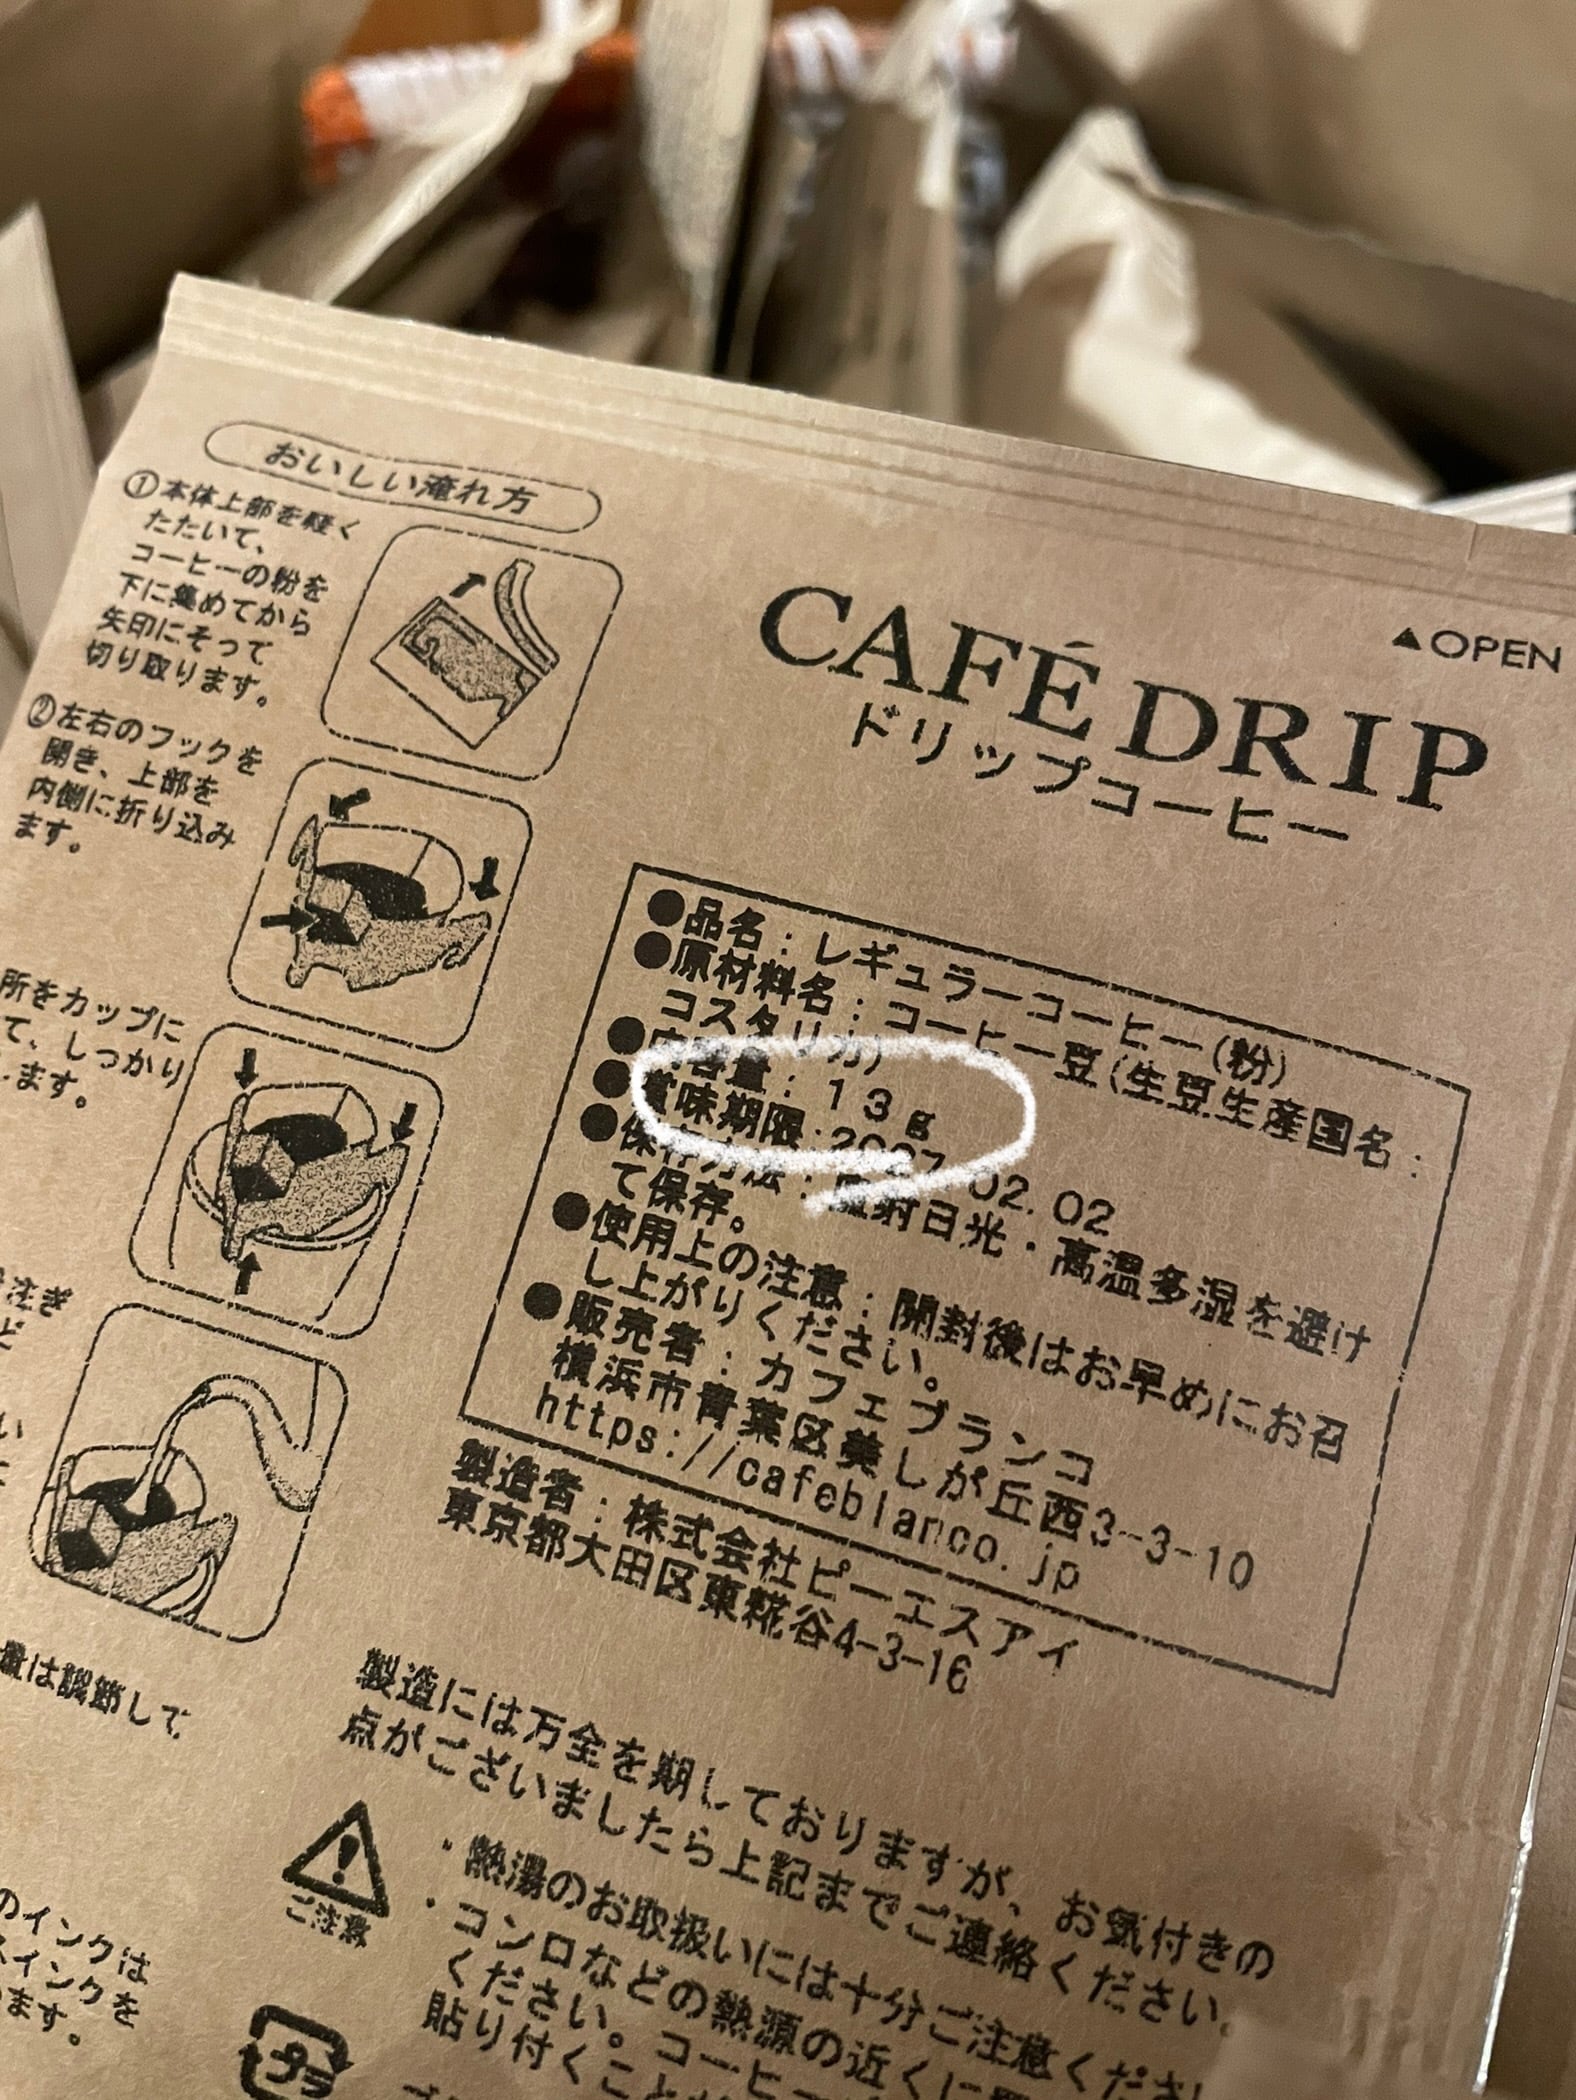 おいしい淹れ方
①本体上部を軽く
たたいて、
コーヒーの粉を
下に集めてから
矢印にそって
切り取ります。
②左右のフックを
開き、上部を
内側に折り込み
ます。
所をカップに
て、しっかり
ます。
注ぎ
ど
い
量は調節して
のインクは
インクを
ます。
▲OPEN
CAFÉ DRIP
ドリップコーヒー
●品名：レギュラーコーヒー(粉)
●原材料名：コーヒー豆(生豆生産国名：
コスタリカ)
●内容量：13g
●賞味期限：2027.02.02
●保存方法：直射日光・高温多湿を避け
て保存。
●使用上の注意：開封後はお早めにお召
し上がりください。
●販売者：カフェブランコ
横浜市青葉区美しが丘西3-3-10
https://cafeblanco.jp
製造者：株式会社ピーエスアイ
東京都大田区東糀谷4-3-16
製造には万全を期しておりますが、お気付きの
点がございましたら上記までご連絡ください。
ご注意
・熱湯のお取扱いには十分ご注意くださ
・コンロなどの熱源の近くに
ください。コーヒー
貼り付くこと
プラ